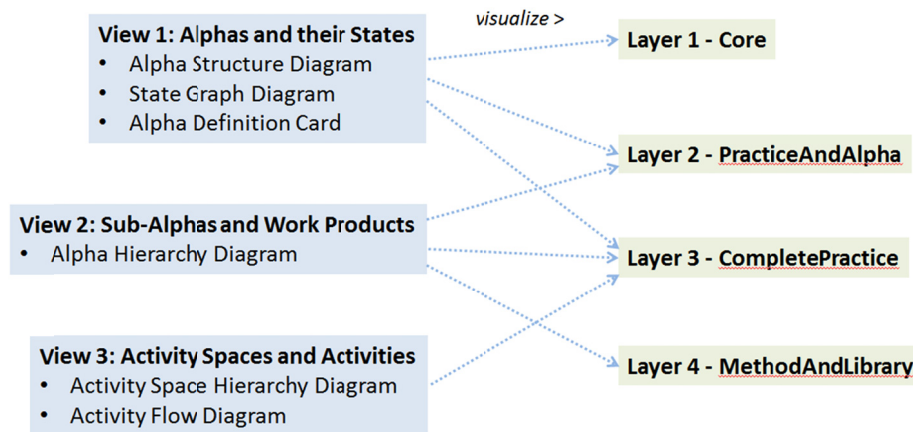 visualize >
View 1: Alphas and their States
• Alpha Structure Diagram
• State Graph Diagram
• Alpha Definition Card
Layer 1 - Core
Layer 2 - PracticeAndAlpha
View 2: Sub-Alphas and Work Products
• Alpha Hierarchy Diagram
Layer 3 - CompletePractice
View 3: Activity Spaces and Activities
• Activity Space Hierarchy Diagram
• Activity Flow Diagram
Layer 4 - MethodAndLibrary